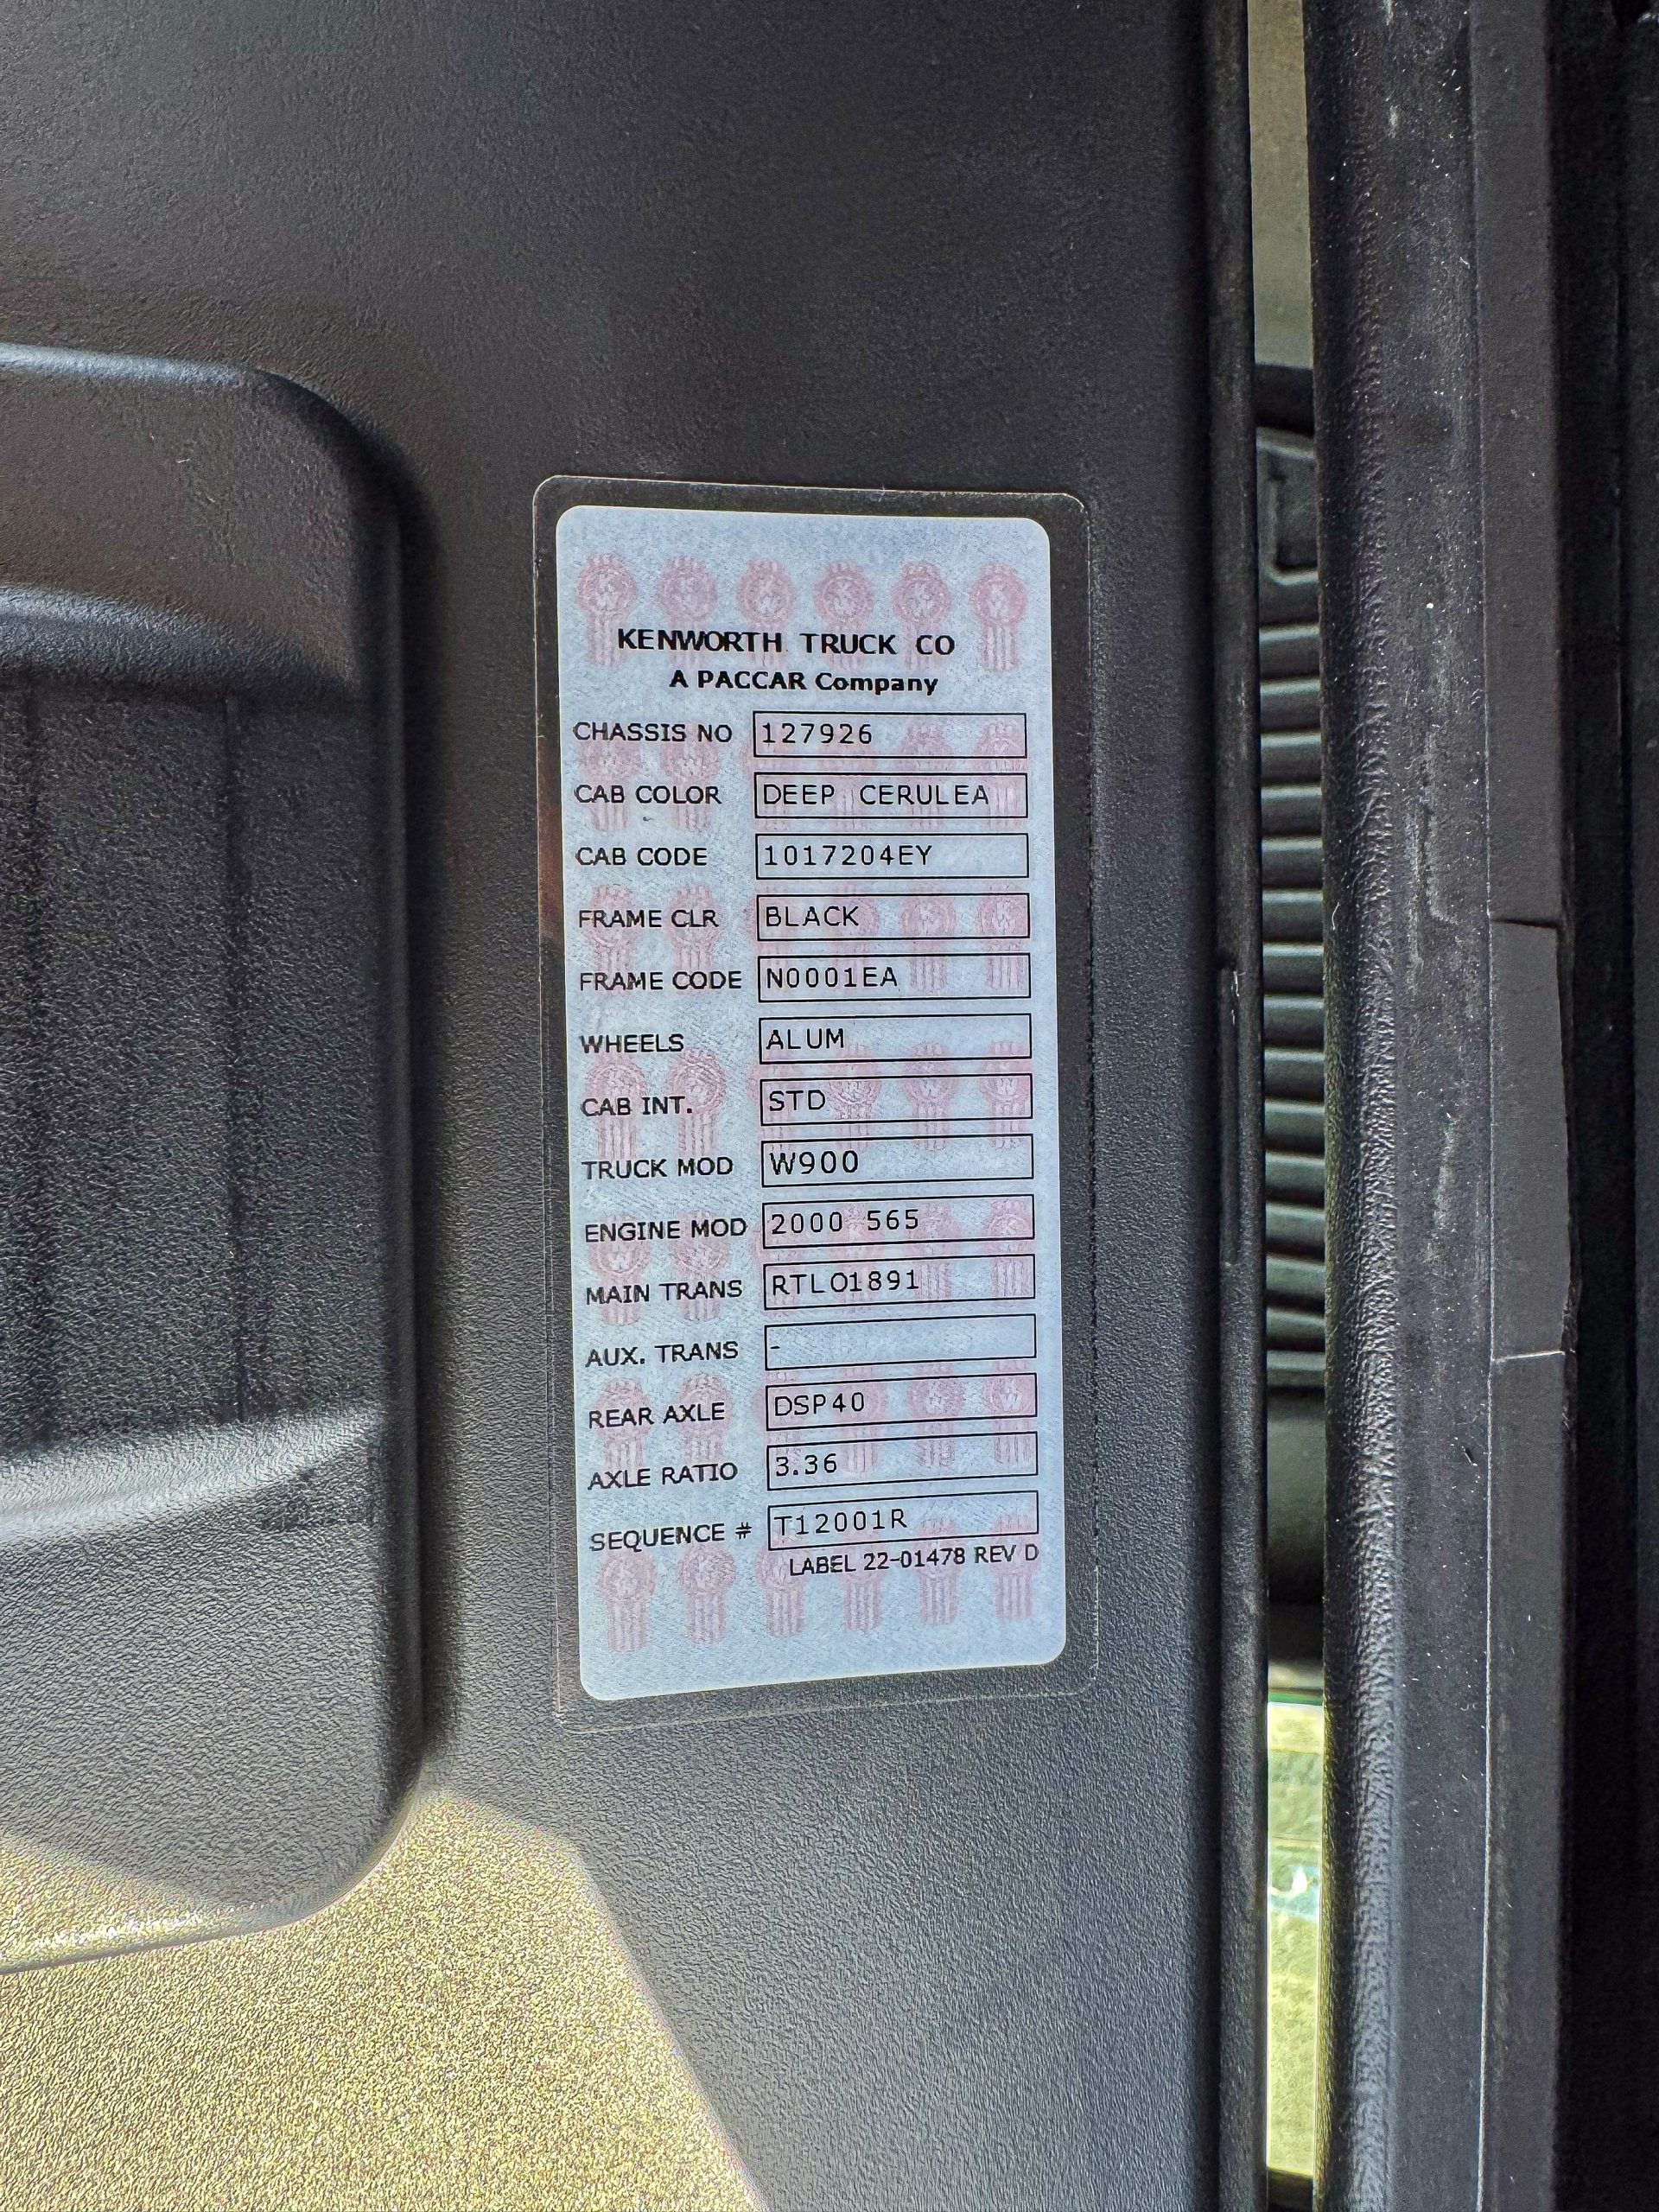 KENWORTH TRUCK CO
A PACCAR Company
CHASSIS NO 127926
CAB COLOR DEEP CERULEA
CAB CODE 1017204EY
FRAME CLR BLACK
FRAME CODE N0001EA
WHEELS ALUM
CAB INT. STD
TRUCK MOD W900
ENGINE MOD 2000 565
MAIN TRANS RTLO1891
AUX. TRANS -
REAR AXLE DSP40
AXLE RATIO 3.36
SEQUENCE # T12001R
LABEL 22-01478 REV D